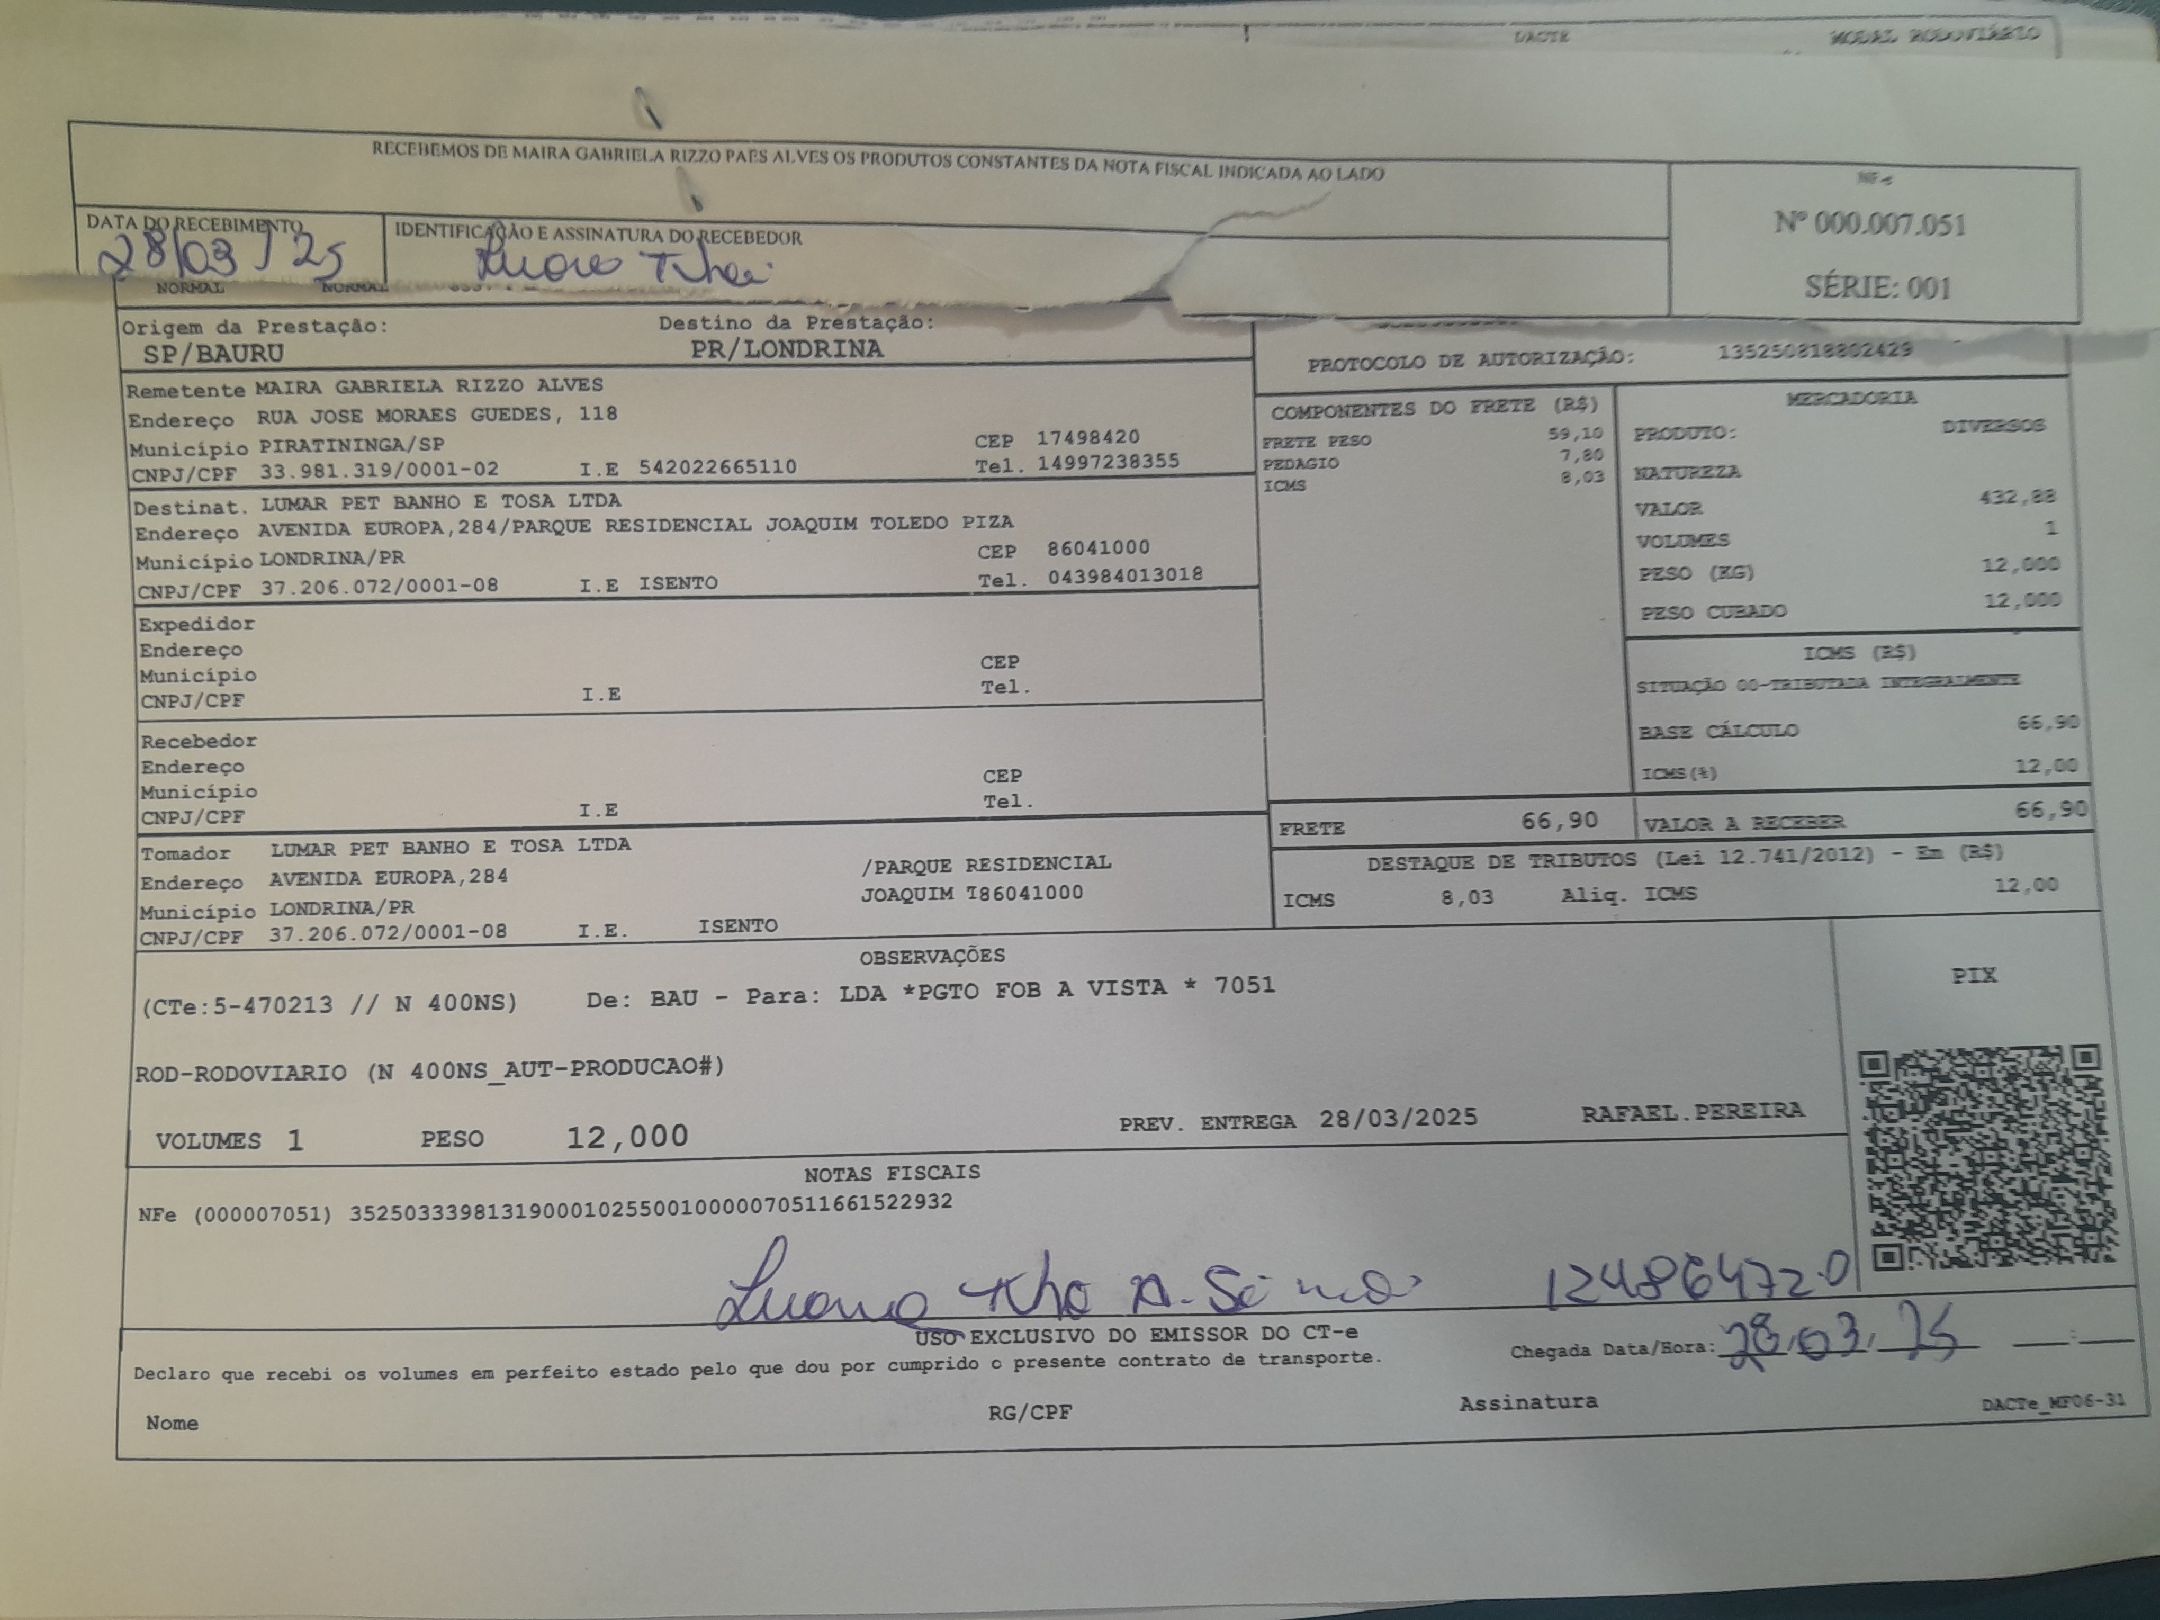 DACTE MODAL RODOVIÁRIO
RECEBEMOS DE MAIRA GABRIELA RIZZO PAES ALVES OS PRODUTOS CONSTANTES DA NOTA FISCAL INDICADA AO LADO
NF-e
Nº 000.007.051
SÉRIE: 001
DATA DO RECEBIMENTO
28/03/25
IDENTIFICAÇÃO E ASSINATURA DO RECEBEDOR
NORMAL NORMAL
Origem da Prestação: Destino da Prestação:
SP/BAURU PR/LONDRINA
PROTOCOLO DE AUTORIZAÇÃO: 135250818802429
Remetente MAIRA GABRIELA RIZZO ALVES
Endereço RUA JOSE MORAES GUEDES, 118
Município PIRATININGA/SP CEP 17498420
CNPJ/CPF 33.981.319/0001-02 I.E 542022665110 Tel. 14997238355
Destinat. LUMAR PET BANHO E TOSA LTDA
Endereço AVENIDA EUROPA,284/PARQUE RESIDENCIAL JOAQUIM TOLEDO PIZA
Município LONDRINA/PR CEP 86041000
CNPJ/CPF 37.206.072/0001-08 I.E ISENTO Tel. 043984013018
Expedidor
Endereço
Município CEP
CNPJ/CPF I.E Tel.
Recebedor
Endereço
Município CEP
CNPJ/CPF I.E Tel.
Tomador LUMAR PET BANHO E TOSA LTDA
Endereço AVENIDA EUROPA,284 /PARQUE RESIDENCIAL
Município LONDRINA/PR JOAQUIM T86041000
CNPJ/CPF 37.206.072/0001-08 I.E. ISENTO
COMPONENTES DO FRETE (R$)
FRETE PESO 59,10
PEDAGIO 7,80
ICMS 8,03
MERCADORIA
PRODUTO: DIVERSOS
NATUREZA
VALOR 432,88
VOLUMES 1
PESO (KG) 12,000
PESO CUBADO 12,000
ICMS (R$)
SITUAÇÃO 00-TRIBUTADA INTEGRALMENTE
BASE CÁLCULO 66,90
ICMS(%) 12,00
FRETE 66,90 VALOR A RECEBER 66,90
DESTAQUE DE TRIBUTOS (Lei 12.741/2012) - Em (R$)
ICMS 8,03 Aliq. ICMS 12,00
OBSERVAÇÕES
(CTe:5-470213 // N 400NS) De: BAU - Para: LDA *PGTO FOB A VISTA * 7051
PIX
ROD-RODOVIARIO (N 400NS_AUT-PRODUCAO#)
VOLUMES 1 PESO 12,000 PREV. ENTREGA 28/03/2025 RAFAEL.PEREIRA
NOTAS FISCAIS
NFe (000007051) 35250333981319000102550010000070511661522932
124864720
USO EXCLUSIVO DO EMISSOR DO CT-e
Declaro que recebi os volumes em perfeito estado pelo que dou por cumprido o presente contrato de transporte.
Chegada Data/Hora: 28/03/25 __:__
Nome RG/CPF Assinatura DACTe_MF06-31